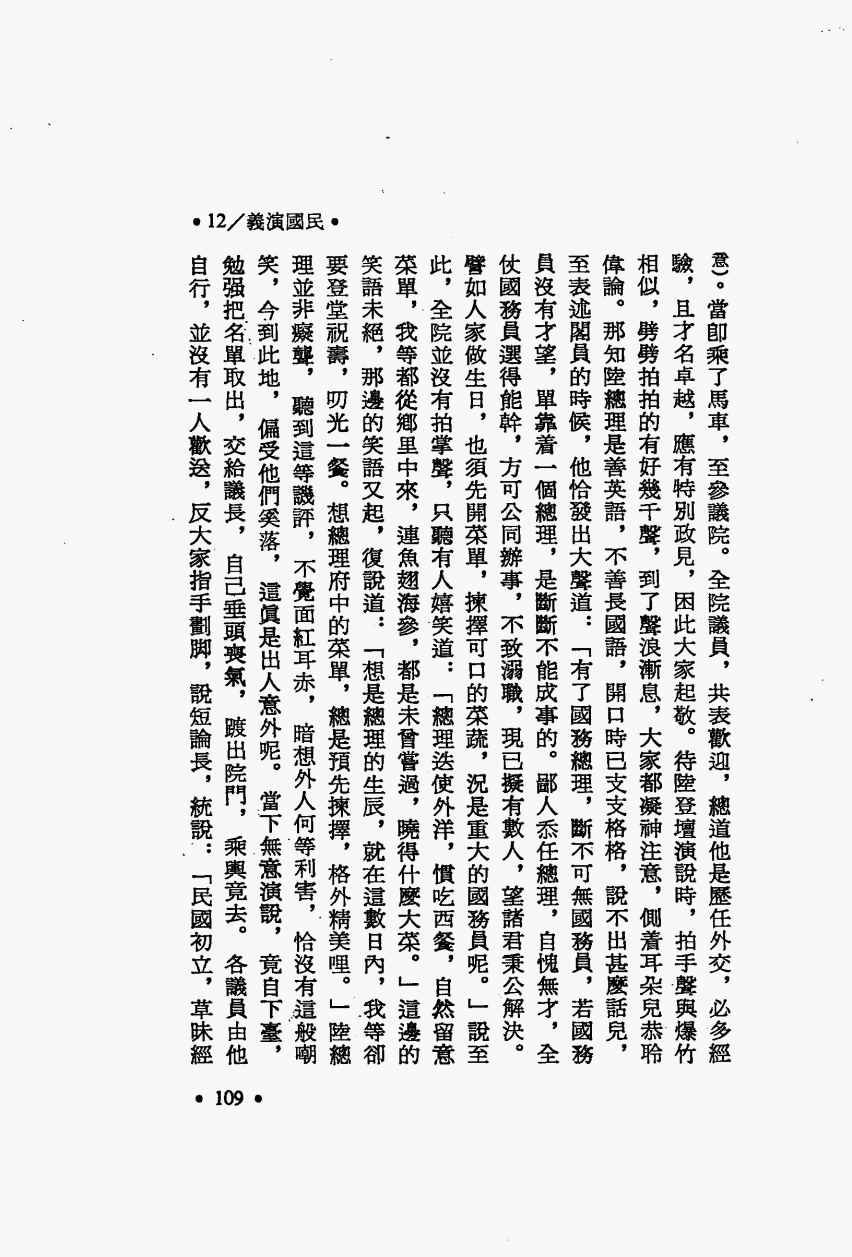 •12／義演國民•
意）。當卽乘了馬車，至參議院。全院議員，共表歡迎，總道他是歷任外交，必多經
驗，且才名卓越，應有特別政見，因此大家起敬。待陸登壇演說時，拍手聲與爆竹
相似，劈劈拍拍的有好幾千聲，到了聲浪漸息，大家都凝神注意，側着耳朵兒恭聆
偉論。那知陸總理是善英語，不善長國語，開口時已支支格格，說不出甚麼話兒，
至表述閣員的時候，他恰發出大聲道：「有了國務總理，斷不可無國務員，若國務
員沒有才望，單靠着一個總理，是斷斷不能成事的。鄙人忝任總理，自愧無才，全
仗國務員選得能幹，方可公同辦事，不致溺職，現已擬有數人，望諸君秉公解決。
譬如人家做生日，也須先開菜單，揀擇可口的菜蔬，況是重大的國務員呢。」說至
此，全院並沒有拍掌聲，只聽有人嬉笑道：「總理迭使外洋，慣吃西餐，自然留意
菜單，我等都從鄉里中來，連魚翅海參，都是未曾嘗過，曉得什麼大菜。」這邊的
笑語未絕，那邊的笑語又起，復說道：「想是總理的生辰，就在這數日內，我等卻
要登堂祝壽，叨光一餐。想總理府中的菜單，總是預先揀擇，格外精美哩。」陸總
理並非癡聾，聽到這等譏評，不覺面紅耳赤，暗想外人何等利害，恰沒有這般嘲
笑，今到此地，偏受他們奚落，這眞是出人意外呢。當下無意演說，竟自下臺，
勉强把名單取出，交給議長，自己垂頭喪氣，踱出院門，乘輿竟去。各議員由他
自行，並沒有一人歡送，反大家指手劃脚，說短論長，統說：「民國初立，草昧經
•109•